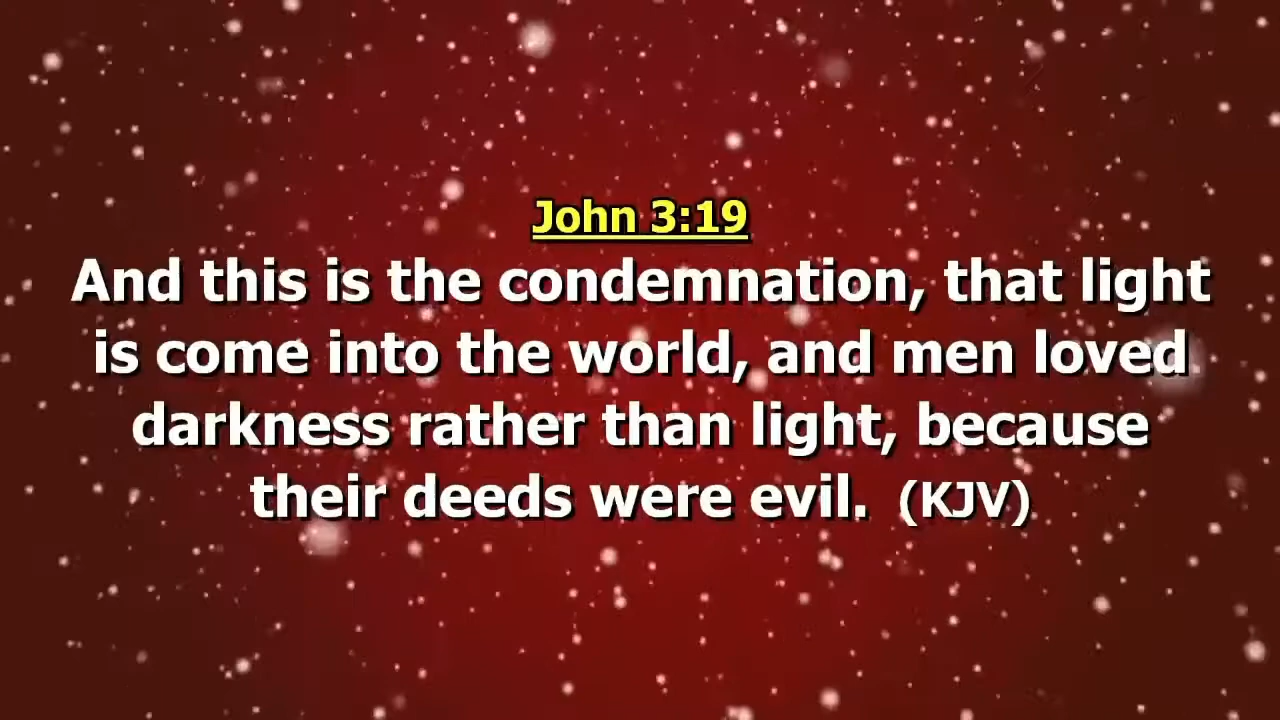 John 3:19
And this is the condemnation, that light
is come into the world, and men loved
darkness rather than light, because
their deeds were evil. (KJV)